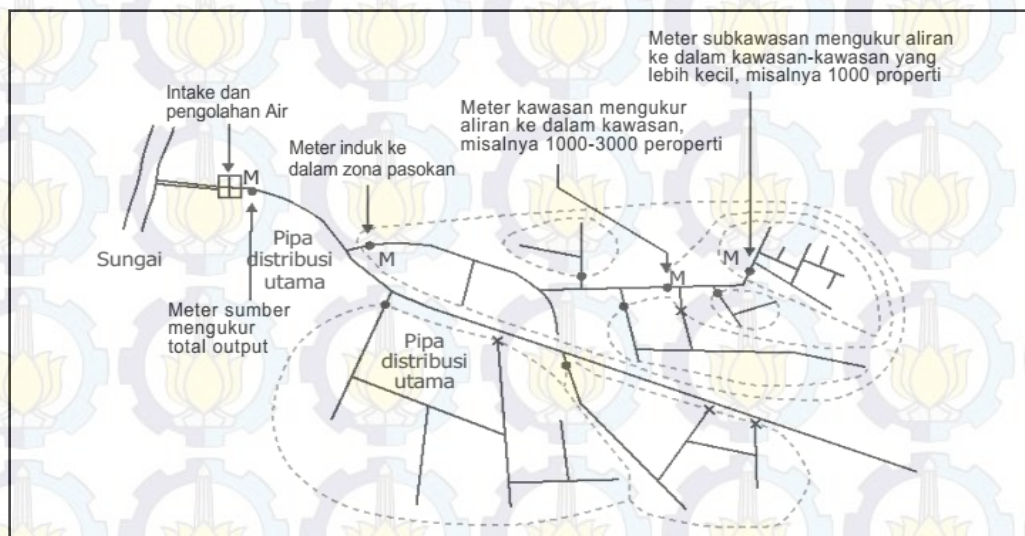 Meter subkawasan mengukur aliran
ke dalam kawasan-kawasan yang
lebih kecil, misalnya 1000 properti
Intake dan
pengolahan Air
Meter kawasan mengukur
aliran ke dalam kawasan,
misalnya 1000-3000 peroperti
Meter induk ke
dalam zona pasokan
M
Sungai
Pipa
distribusi
utama
M
M
M
Meter sumber
mengukur
total output
Pipa
distribusi
utama